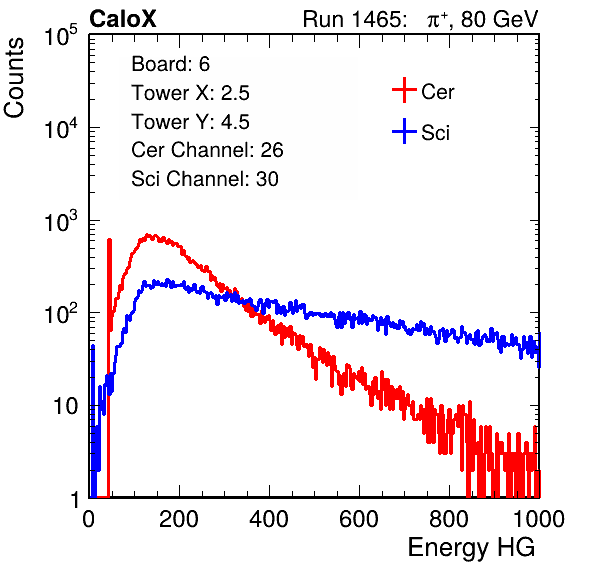 CaloX Run 1465: π⁺, 80 GeV
10⁵
Counts
Board: 6
Tower X: 2.5
Tower Y: 4.5
Cer Channel: 26
Sci Channel: 30
Cer
Sci
10⁴
10³
10²
10
1
0 200 400 600 800 1000
Energy HG